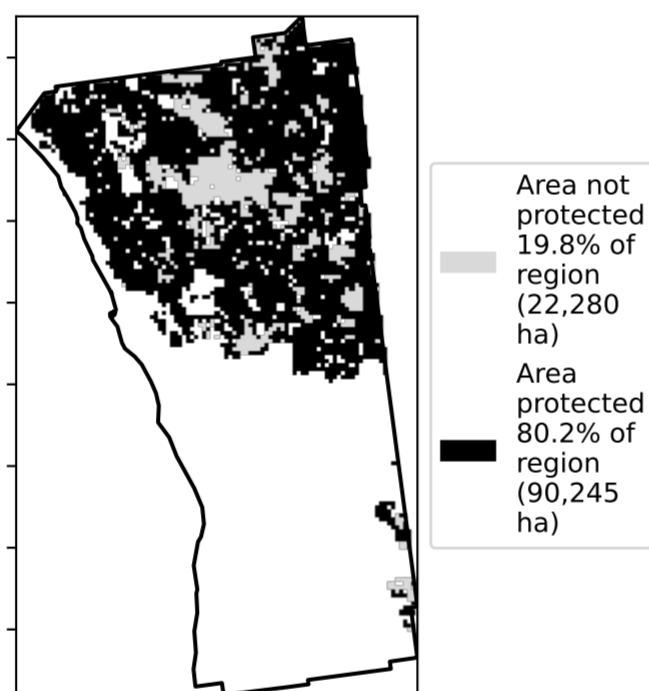 Area not
protected
19.8% of
region
(22,280
ha)
Area
protected
80.2% of
region
(90,245
ha)